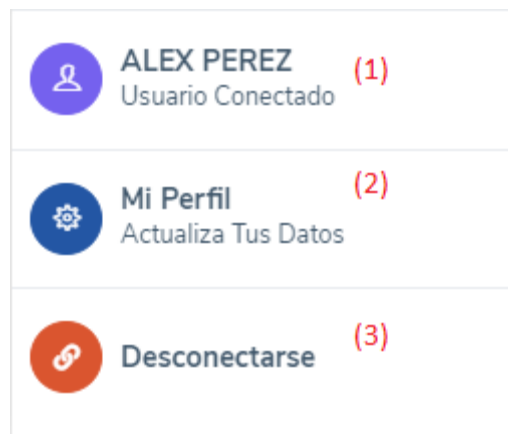 ALEX PEREZ (1)
Usuario Conectado
Mi Perfil (2)
Actualiza Tus Datos
Desconectarse (3)